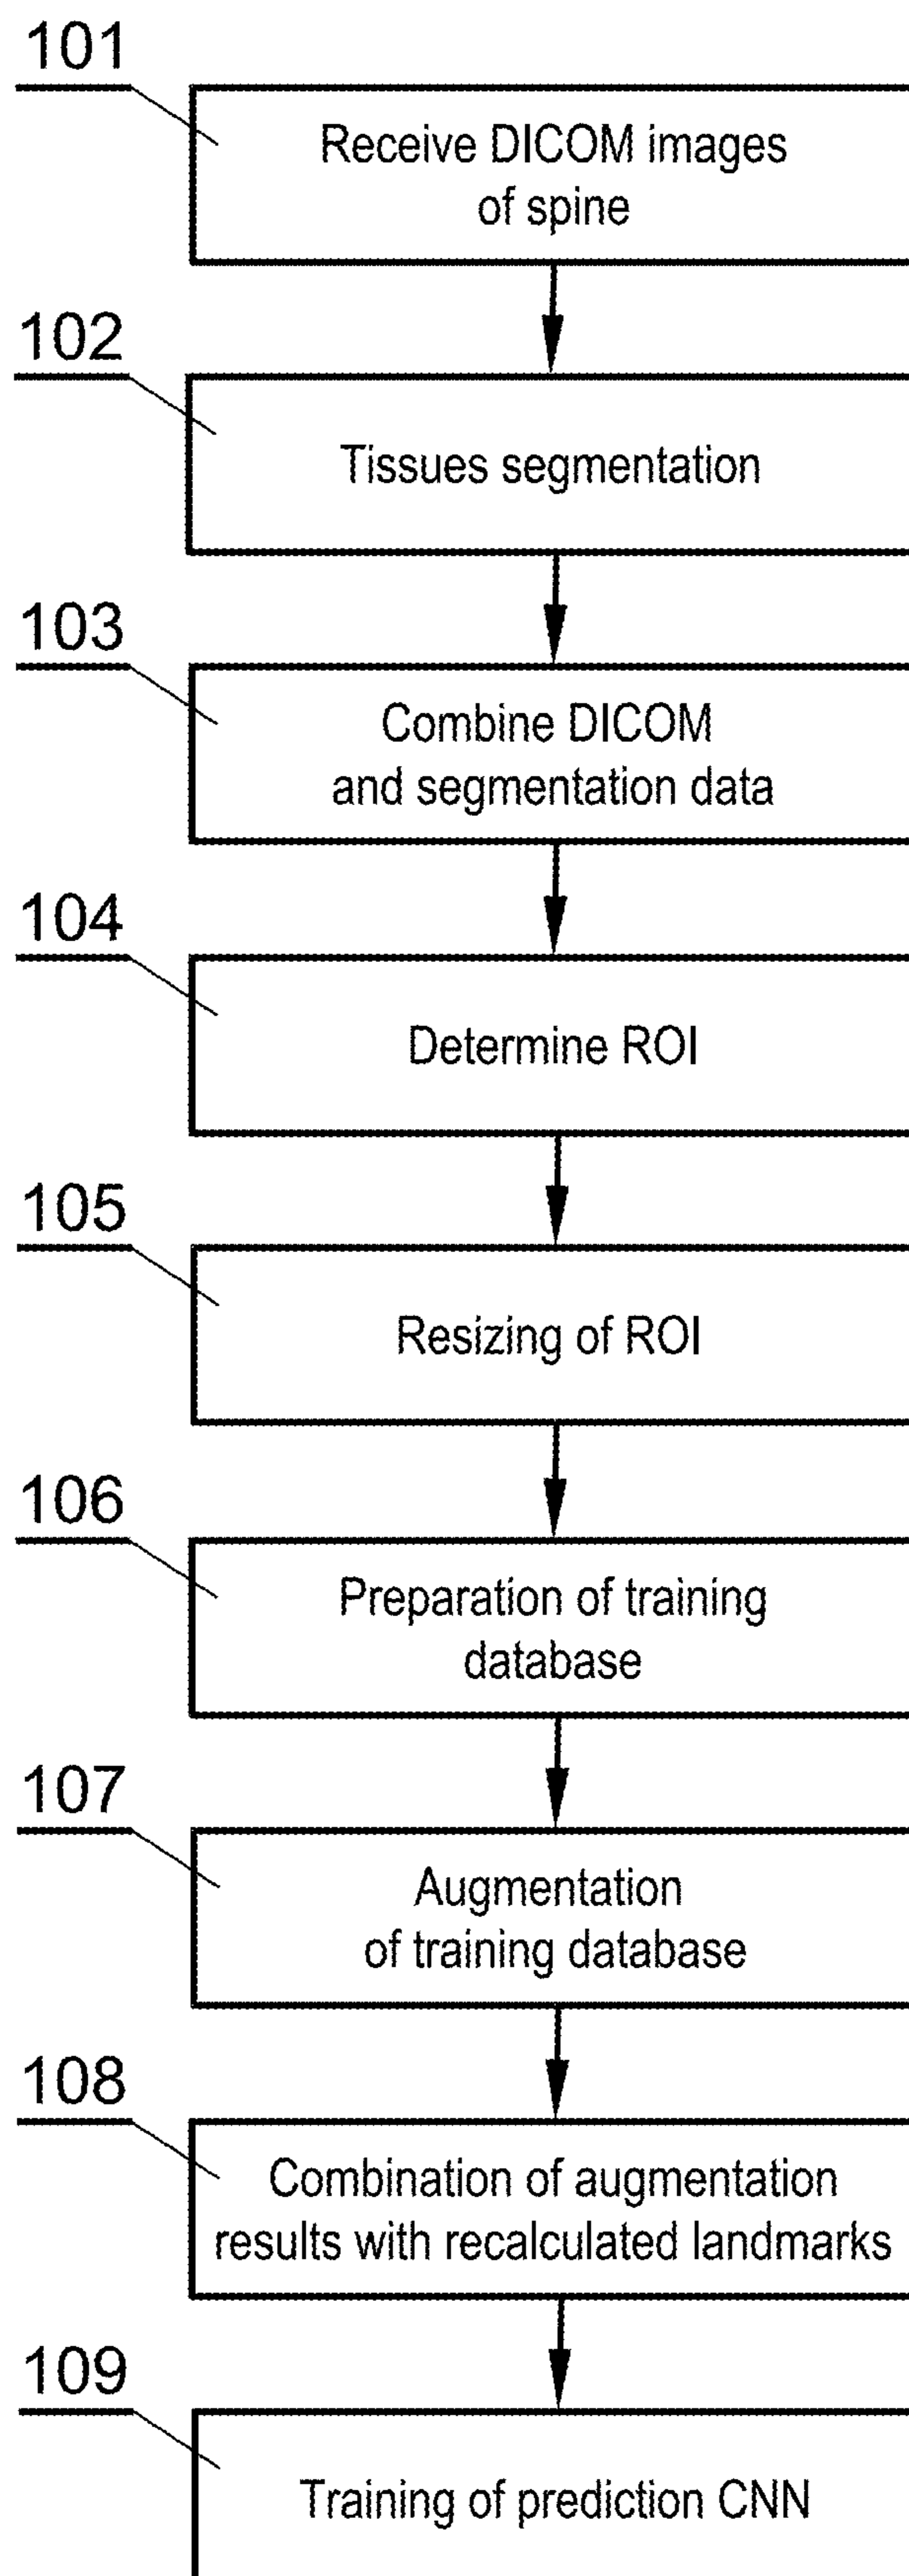 101
Receive DICOM images
of spine
102
Tissues segmentation
103
Combine DICOM
and segmentation data
104
Determine ROI
105
Resizing of ROI
106
Preparation of training
database
107
Augmentation
of training database
108
Combination of augmentation
results with recalculated landmarks
109
Training of prediction CNN